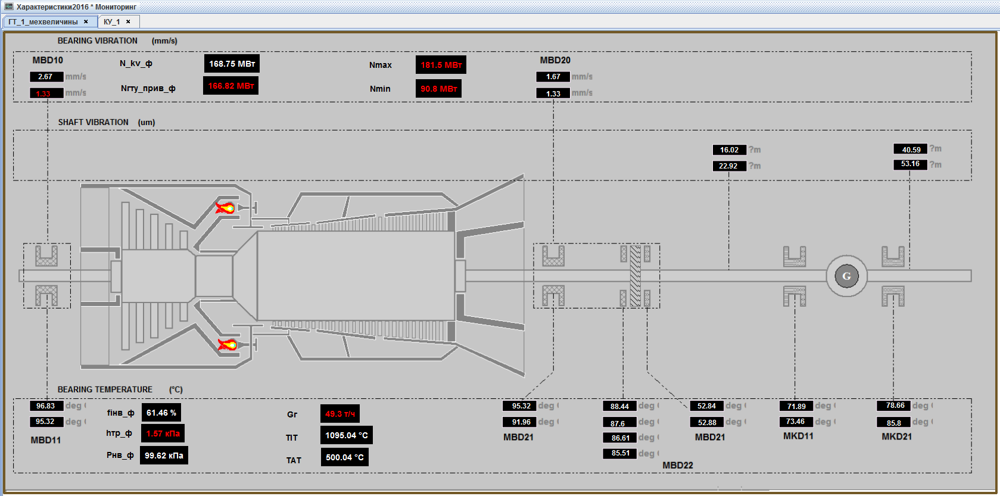 Характеристики2016 * Мониторинг
ГТ_1_мехвеличины × КУ_1 ×
BEARING VIBRATION (mm/s)
MBD10 N_kv_ф 168.75 МВт Nmax 181.5 МВт MBD20
2.67 mm/s 1.67 mm/s
1.33 mm/s Nгту_прив_ф 166.82 МВт Nmin 90.8 МВт 1.33 mm/s
SHAFT VIBRATION (um)
16.02 ?m 40.59 ?m
22.92 ?m 53.16 ?m
G
BEARING TEMPERATURE (°C)
96.83 deg 95.32 deg 88.44 deg 52.84 deg 71.89 deg 78.66 deg
fiнв_ф 61.46 % Gг 49.3 т/ч
95.32 deg 91.96 deg 87.6 deg 52.88 deg 73.46 deg 85.8 deg
hтр_ф 1.57 кПа TIT 1095.04 °C
MBD11 MBD21 86.61 deg MBD21 MKD11 MKD21
Pнв_ф 99.62 кПа TAT 500.04 °C 85.51 deg
MBD22